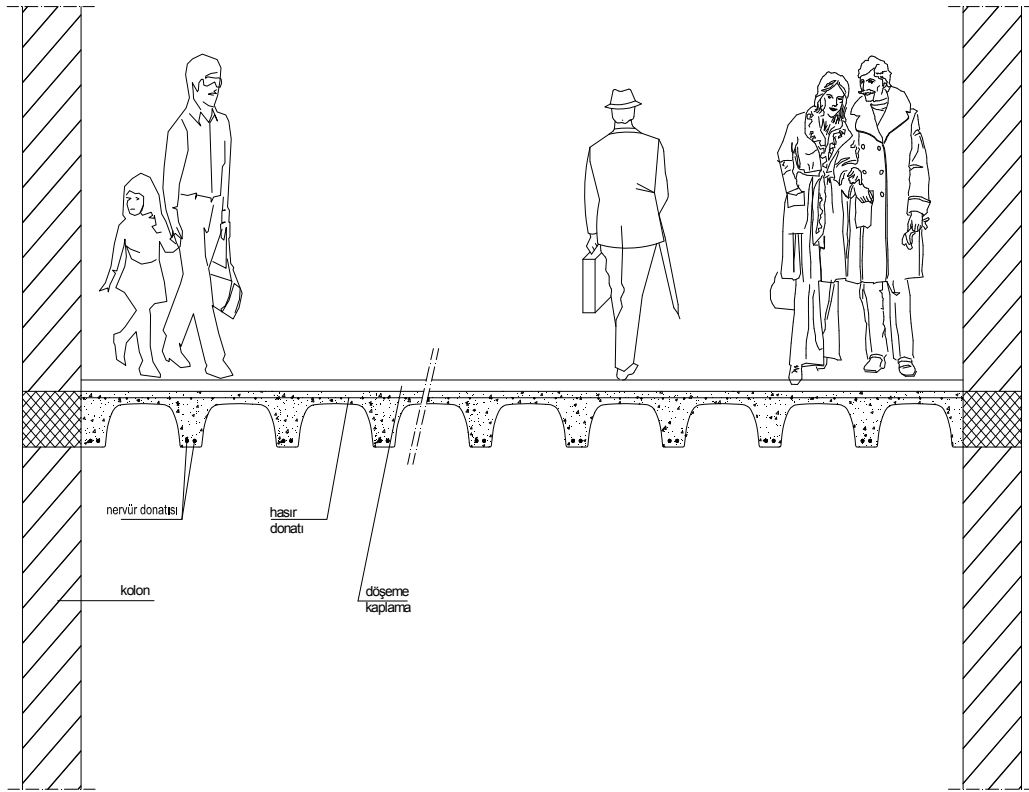 nervür donatısı
hasır
donatı
kolon
döşeme
kaplama